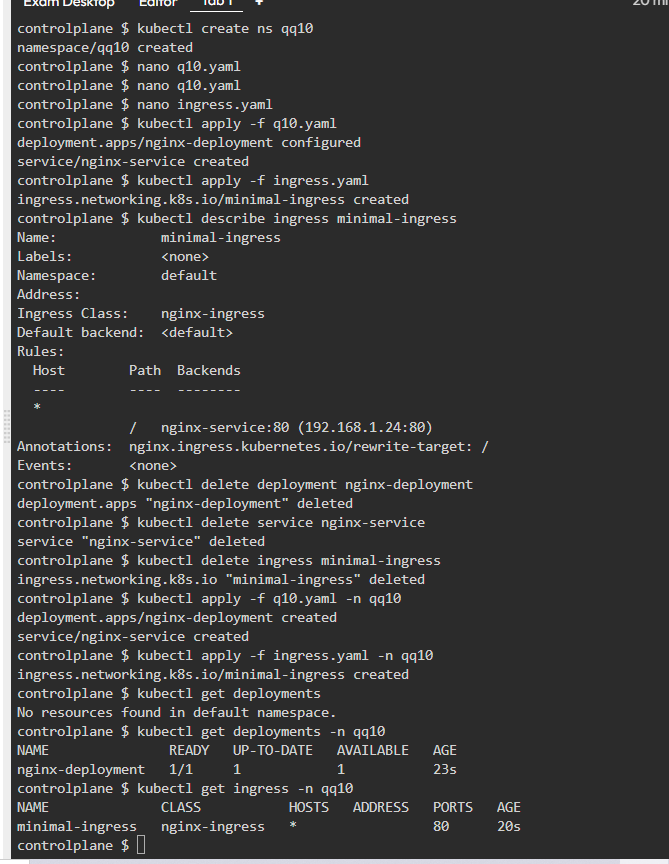 Exam Desktop Editor Tab 1 +
controlplane $ kubectl create ns qq10
namespace/qq10 created
controlplane $ nano q10.yaml
controlplane $ nano q10.yaml
controlplane $ nano ingress.yaml
controlplane $ kubectl apply -f q10.yaml
deployment.apps/nginx-deployment configured
service/nginx-service created
controlplane $ kubectl apply -f ingress.yaml
ingress.networking.k8s.io/minimal-ingress created
controlplane $ kubectl describe ingress minimal-ingress
Name:             minimal-ingress
Labels:           <none>
Namespace:        default
Address:
Ingress Class:    nginx-ingress
Default backend:  <default>
Rules:
  Host        Path  Backends
  ----        ----  --------
  *
              /   nginx-service:80 (192.168.1.24:80)
Annotations:  nginx.ingress.kubernetes.io/rewrite-target: /
Events:       <none>
controlplane $ kubectl delete deployment nginx-deployment
deployment.apps "nginx-deployment" deleted
controlplane $ kubectl delete service nginx-service
service "nginx-service" deleted
controlplane $ kubectl delete ingress minimal-ingress
ingress.networking.k8s.io "minimal-ingress" deleted
controlplane $ kubectl apply -f q10.yaml -n qq10
deployment.apps/nginx-deployment created
service/nginx-service created
controlplane $ kubectl apply -f ingress.yaml -n qq10
ingress.networking.k8s.io/minimal-ingress created
controlplane $ kubectl get deployments
No resources found in default namespace.
controlplane $ kubectl get deployments -n qq10
NAME               READY   UP-TO-DATE   AVAILABLE   AGE
nginx-deployment   1/1     1            1           23s
controlplane $ kubectl get ingress -n qq10
NAME              CLASS           HOSTS   ADDRESS   PORTS   AGE
minimal-ingress   nginx-ingress   *                 80      20s
controlplane $